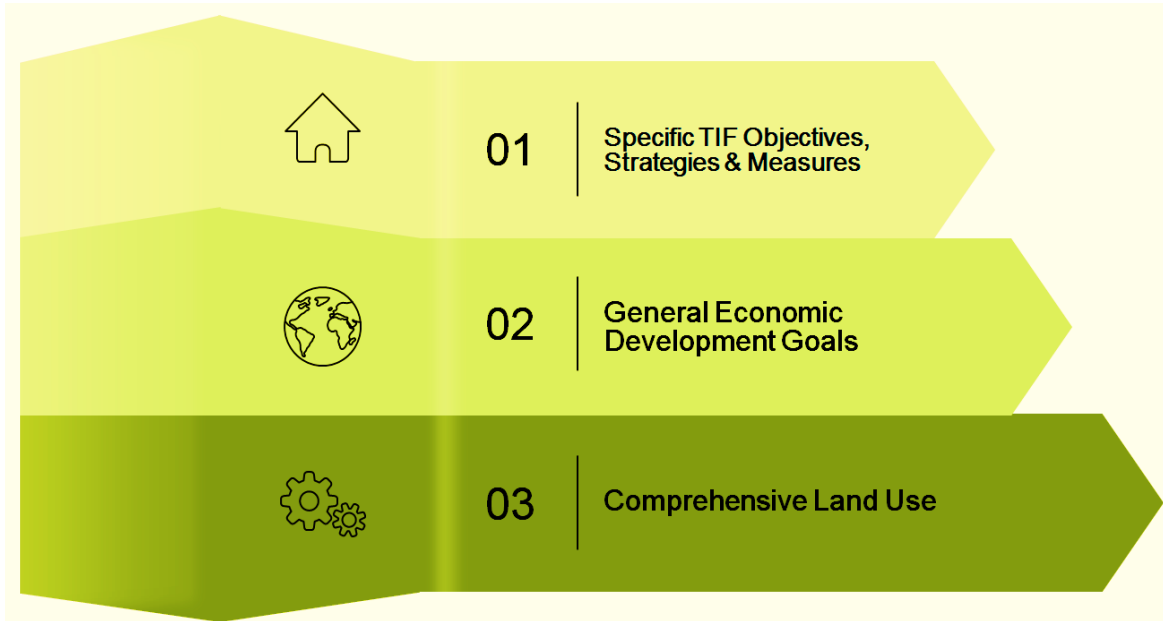 01
Specific TIF Objectives,
Strategies & Measures
02
General Economic
Development Goals
03
Comprehensive Land Use